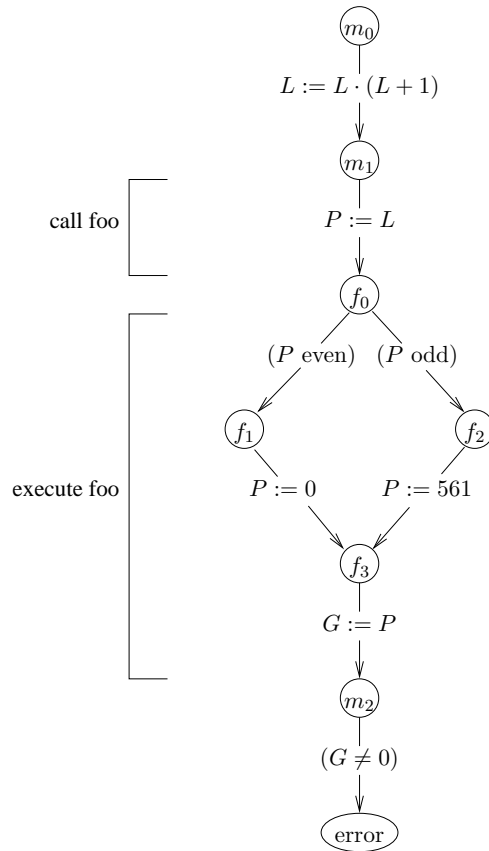 m₀
L := L · (L + 1)
m₁
call foo
P := L
f₀
(P even) (P odd)
f₁ f₂
execute foo
P := 0 P := 561
f₃
G := P
m₂
(G ≠ 0)
error